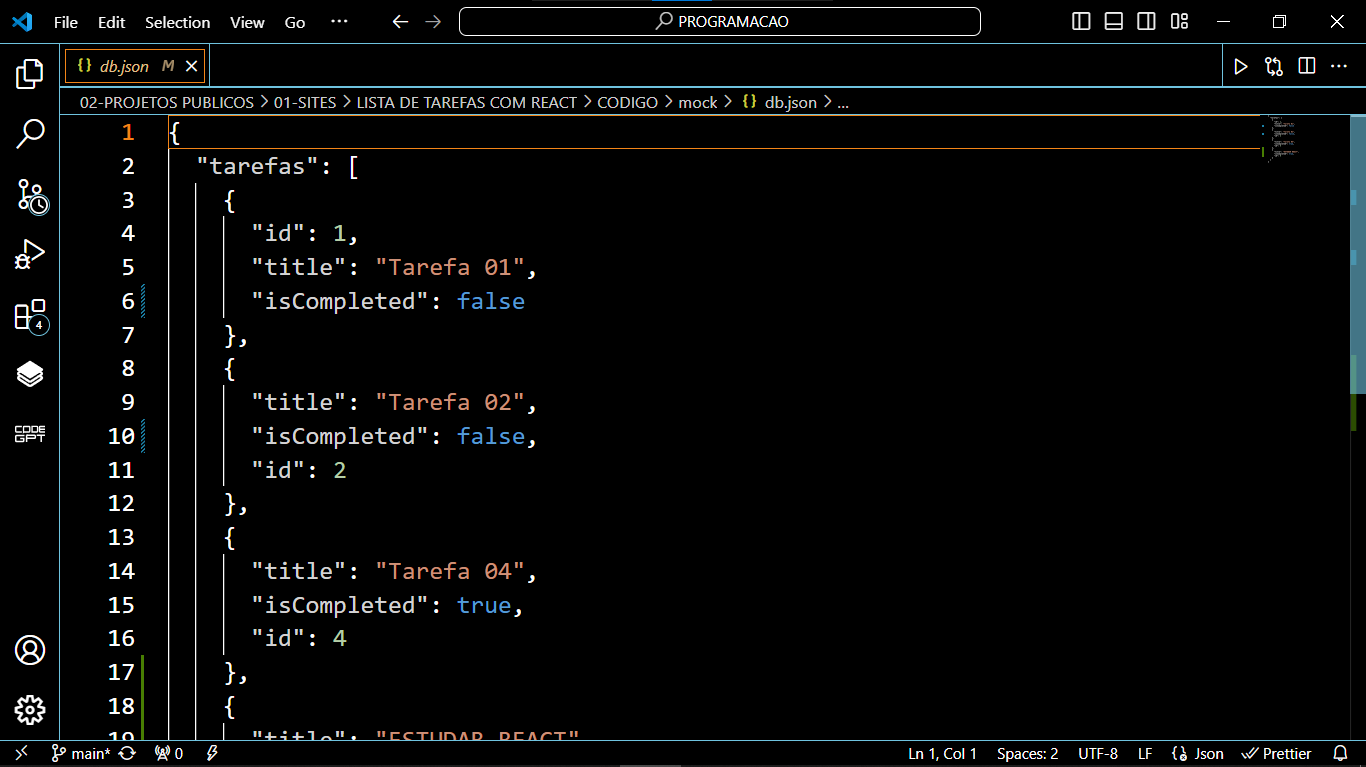 File Edit Selection View Go ··· PROGRAMACAO
{} db.json M
02-PROJETOS PUBLICOS > 01-SITES > LISTA DE TAREFAS COM REACT > CODIGO > mock > {} db.json > ...
1 {
2 "tarefas": [
3 {
4 "id": 1,
5 "title": "Tarefa 01",
6 "isCompleted": false
7 },
8 {
9 "title": "Tarefa 02",
10 "isCompleted": false,
11 "id": 2
12 },
13 {
14 "title": "Tarefa 04",
15 "isCompleted": true,
16 "id": 4
17 },
18 {
19 "title": "ESTUDAR REACT"
4
CODE
GPT
main* 0 Ln 1, Col 1 Spaces: 2 UTF-8 LF {} Json Prettier